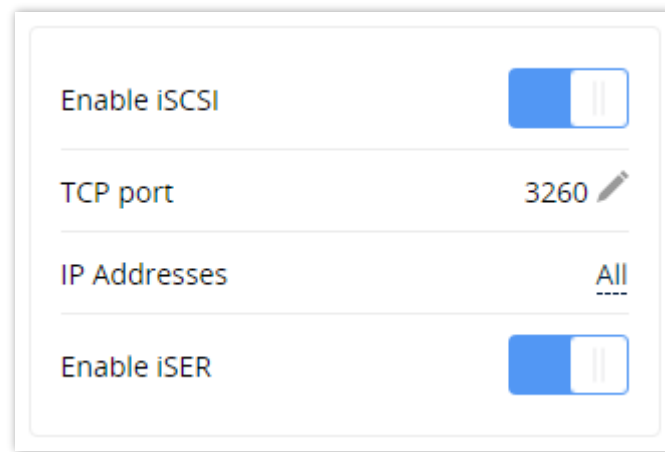 Enable iSCSI
TCP port 3260
IP Addresses All
Enable iSER